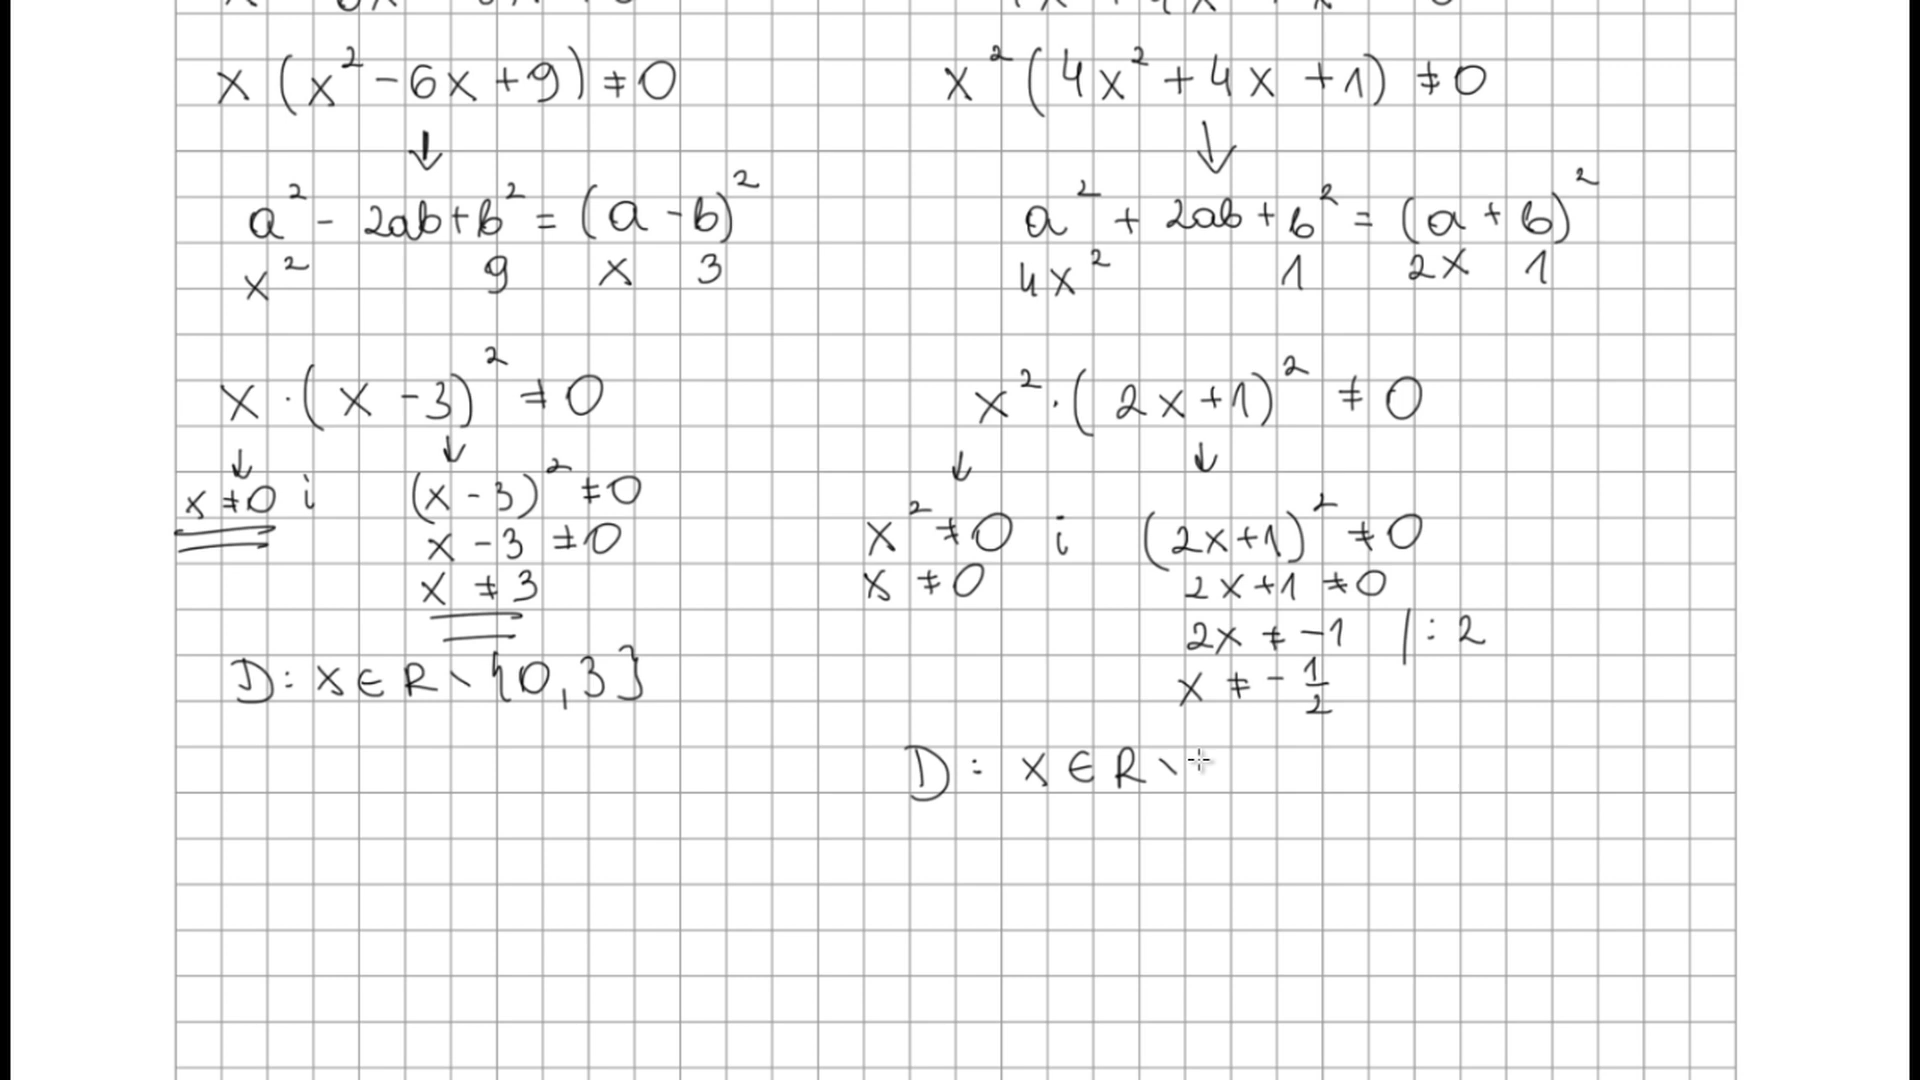 x (x² - 6x + 9) ≠ 0
↓
a² - 2ab + b² = (a - b)²
x² 9 x 3
x · (x - 3)² ≠ 0
↓ ↓
x ≠ 0 i (x - 3)² ≠ 0
x - 3 ≠ 0
x ≠ 3
D: x ∈ R \ {0, 3}
x² (4x² + 4x + 1) ≠ 0
↓
a² + 2ab + b² = (a + b)²
4x² 1 2x 1
x² · (2x + 1)² ≠ 0
↓ ↓
x² ≠ 0 i (2x + 1)² ≠ 0
x ≠ 0 2x + 1 ≠ 0
2x ≠ -1 | : 2
x ≠ - 1/2
D: x ∈ R \